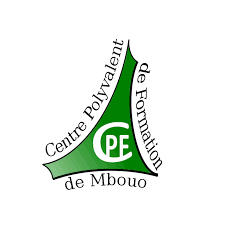 Centre Polyvalent
de Formation
de Mbouo
CPF